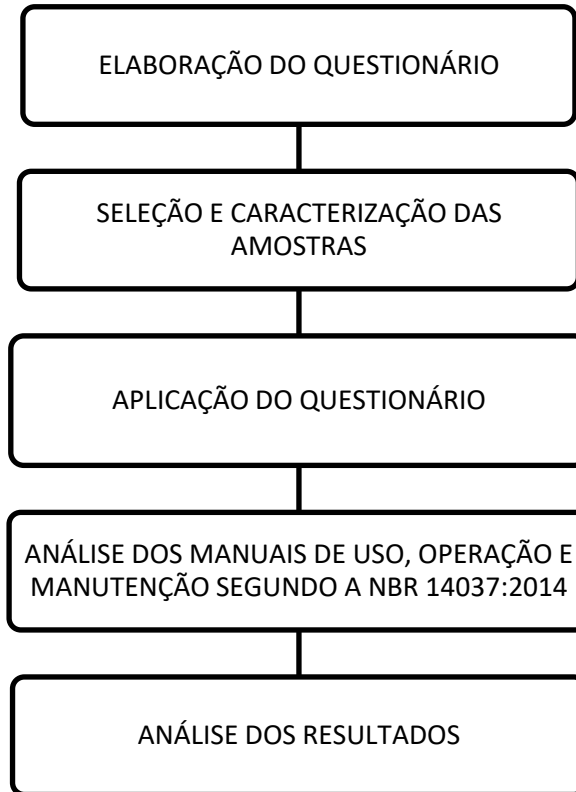 ELABORAÇÃO DO QUESTIONÁRIO
SELEÇÃO E CARACTERIZAÇÃO DAS
AMOSTRAS
APLICAÇÃO DO QUESTIONÁRIO
ANÁLISE DOS MANUAIS DE USO, OPERAÇÃO E
MANUTENÇÃO SEGUNDO A NBR 14037:2014
ANÁLISE DOS RESULTADOS